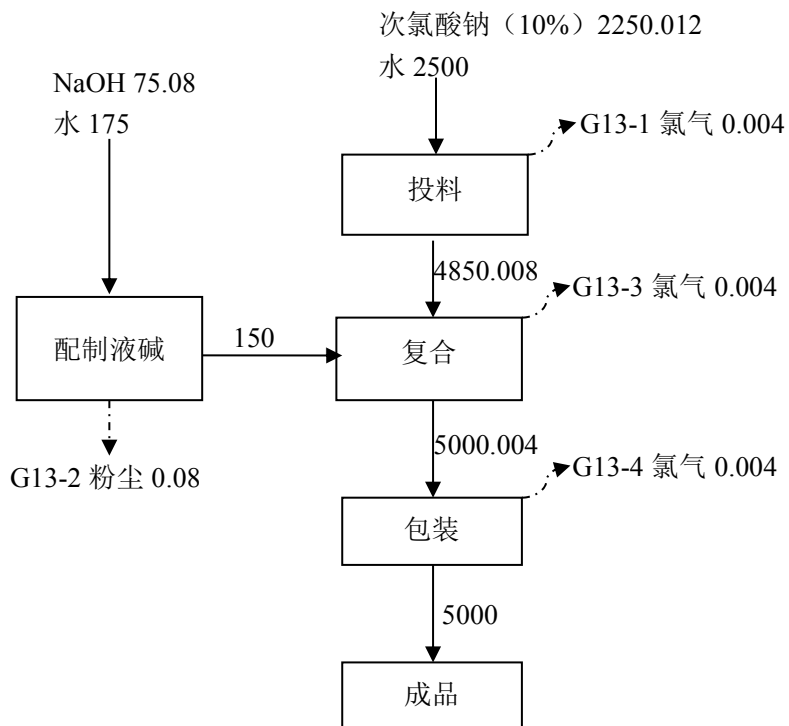 次氯酸钠（10%）2250.012
水 2500
NaOH 75.08
水 175
G13-1 氯气 0.004
投料
4850.008
G13-3 氯气 0.004
配制液碱
150
复合
5000.004
G13-4 氯气 0.004
G13-2 粉尘 0.08
包装
5000
成品